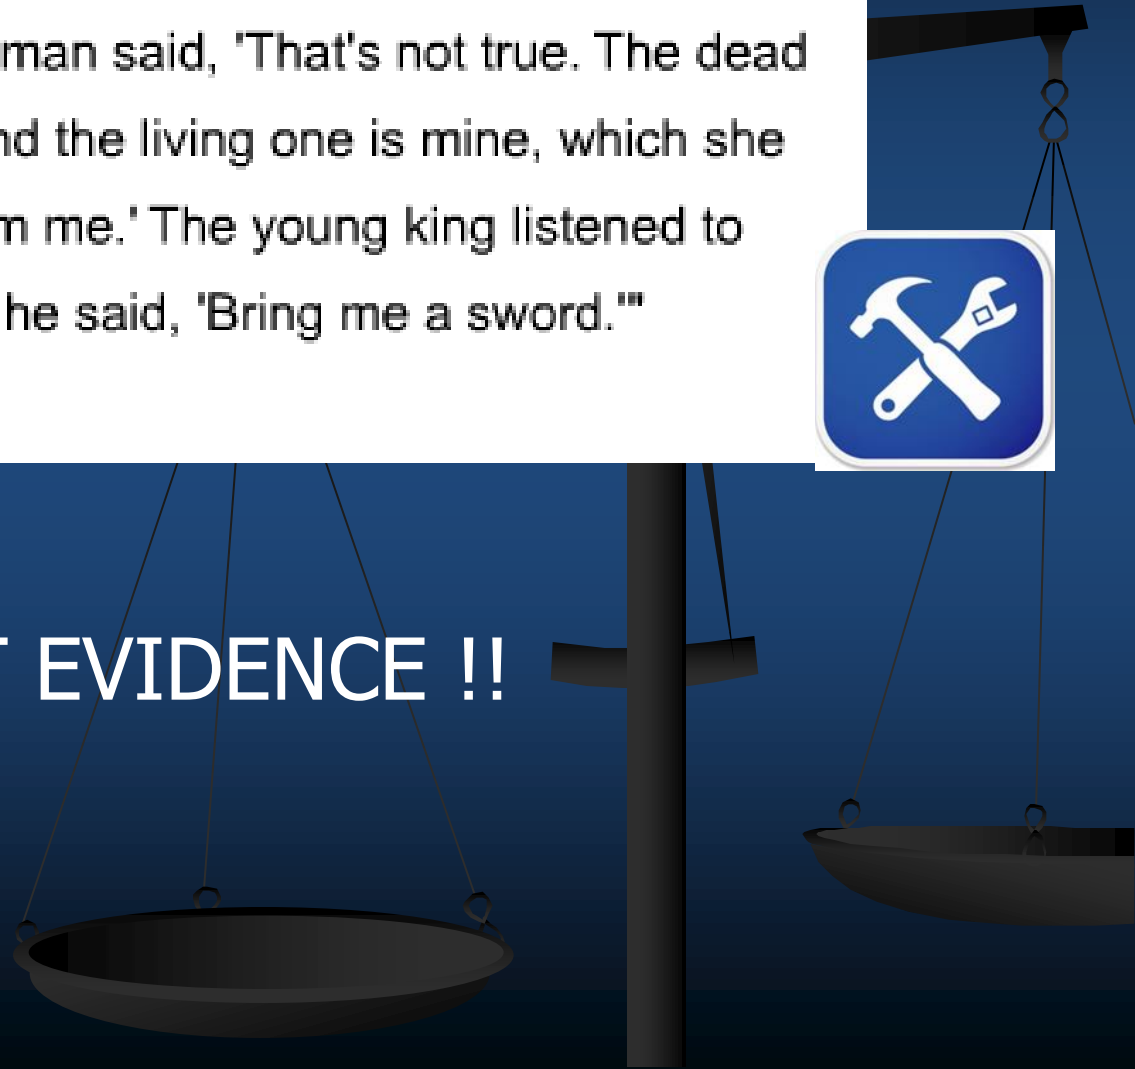 man said, 'That's not true. The dead
the living one is mine, which she
me.' The young king listened to
he said, 'Bring me a sword.'"
EVIDENCE !!